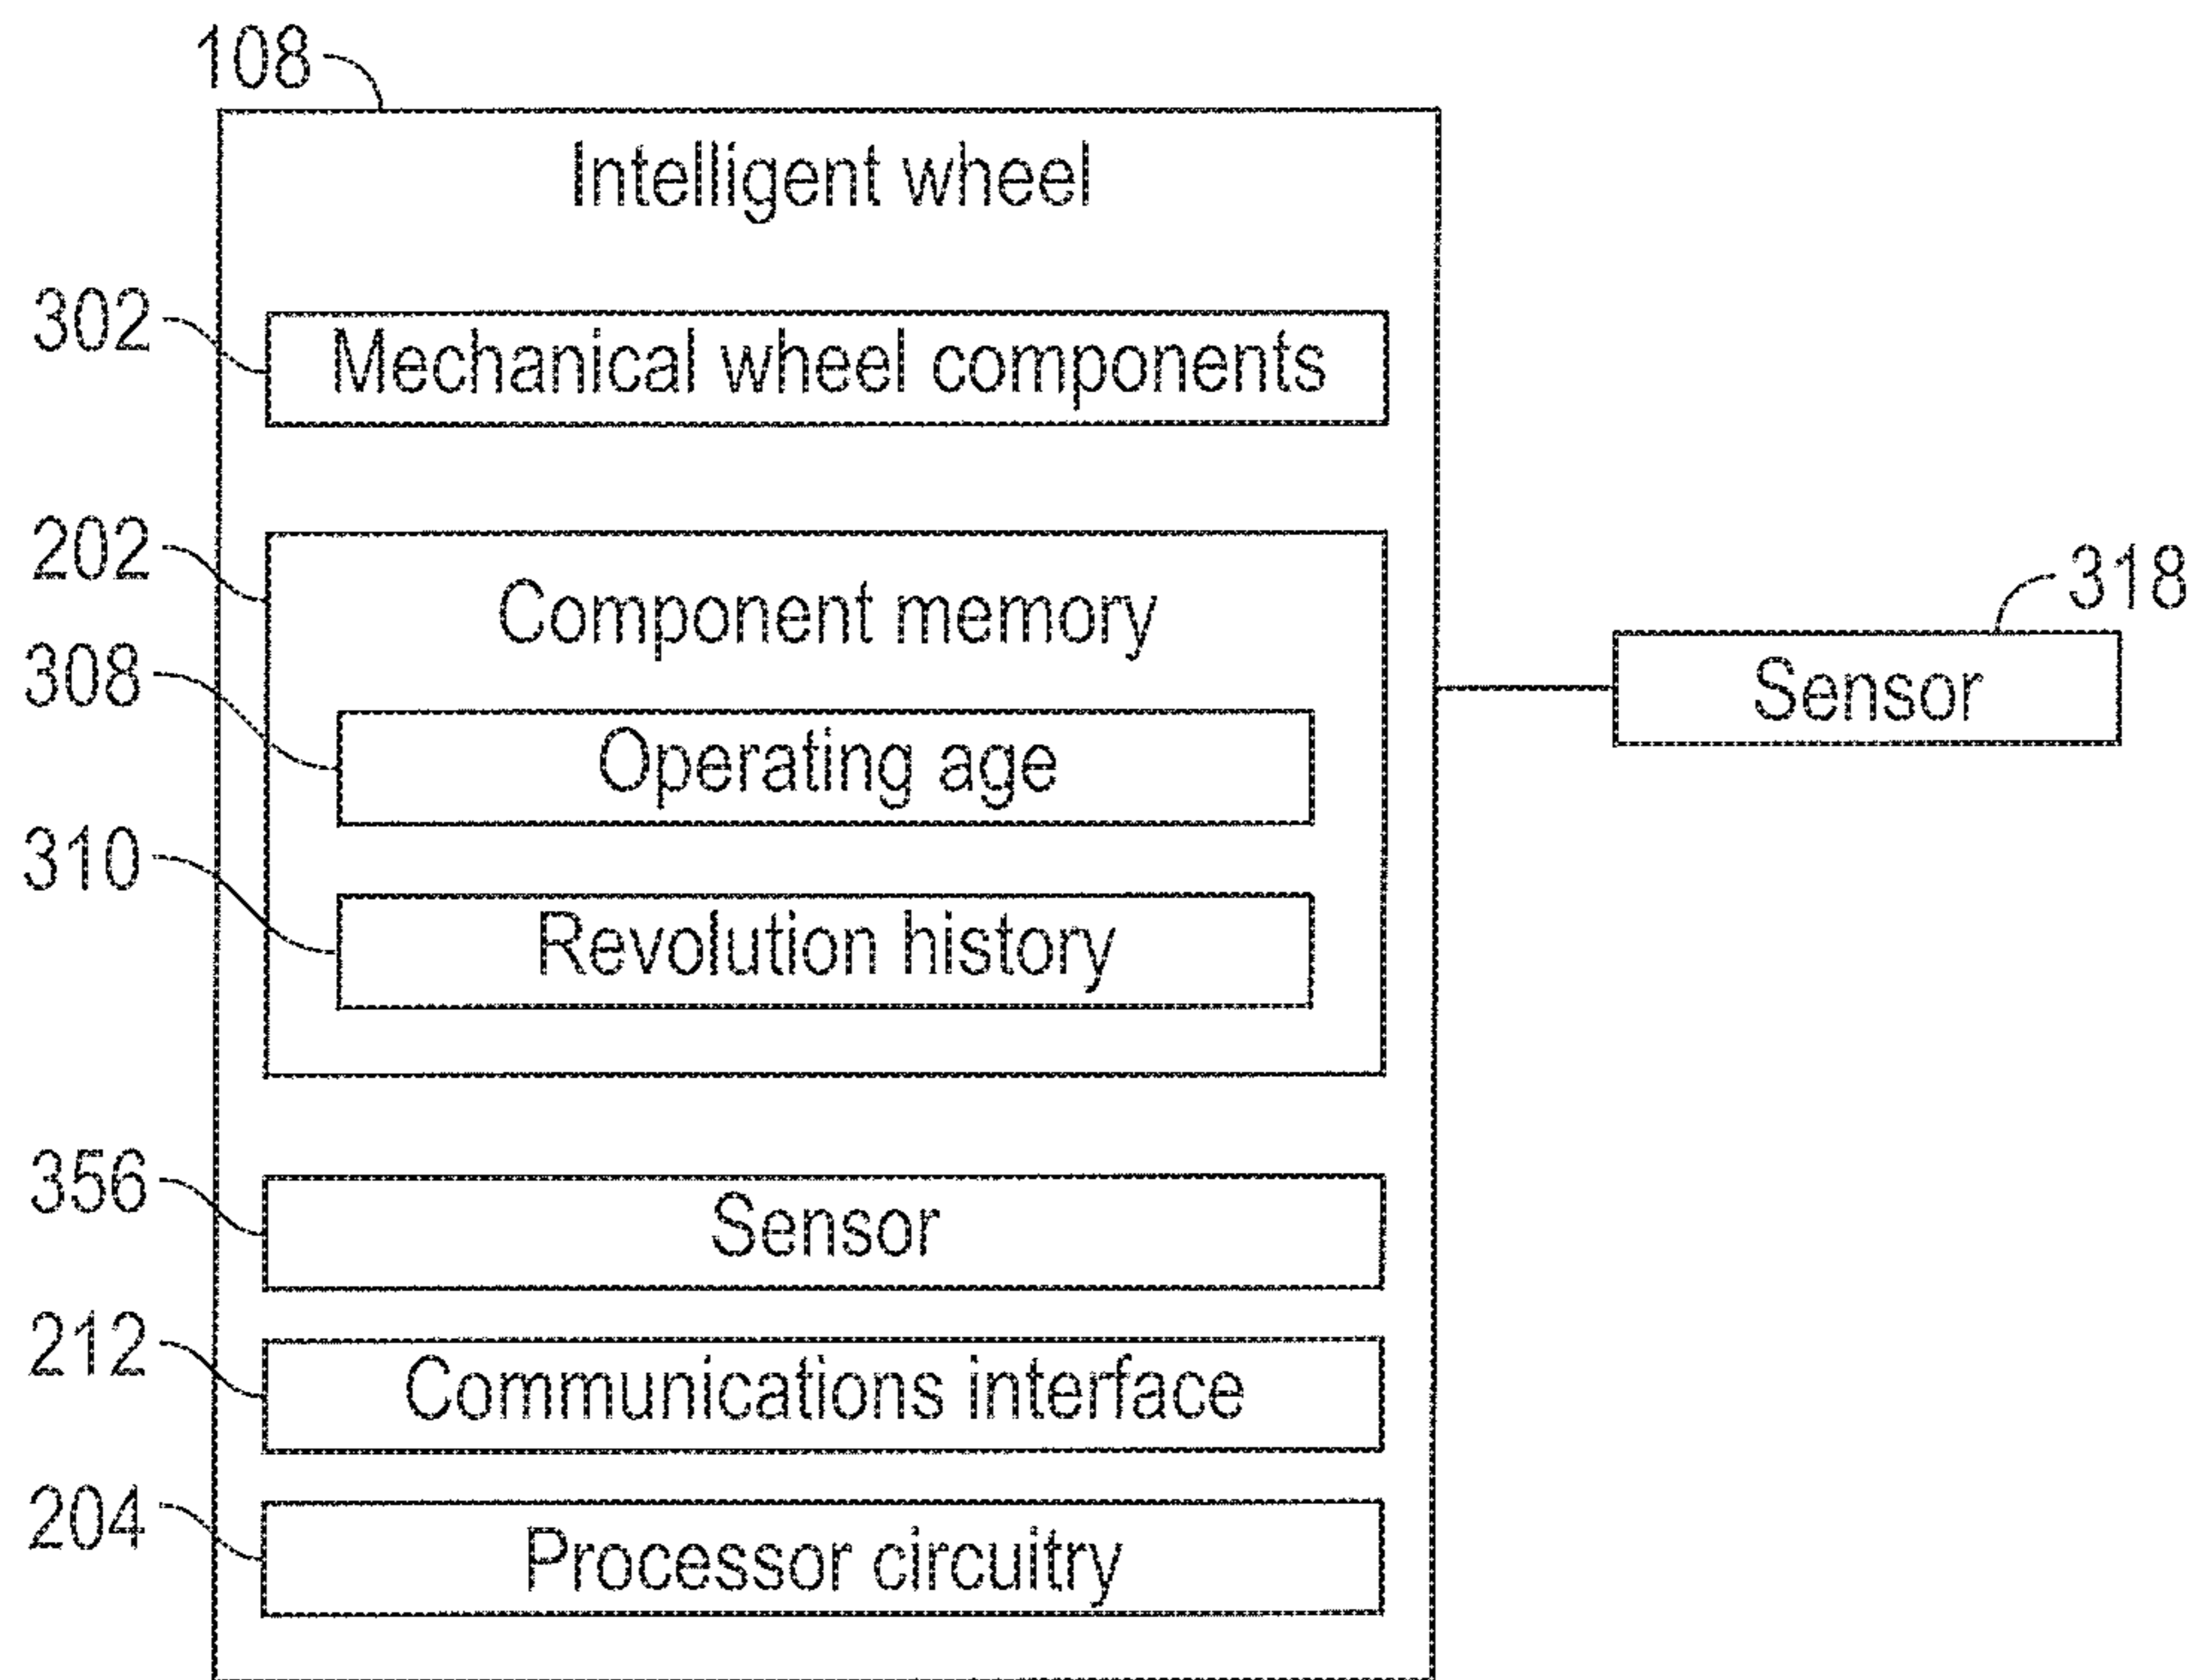 108
Intelligent wheel
302
Mechanical wheel components
202
Component memory
318
Sensor
308
Operating age
310
Revolution history
356
Sensor
212
Communications interface
204
Processor circuitry